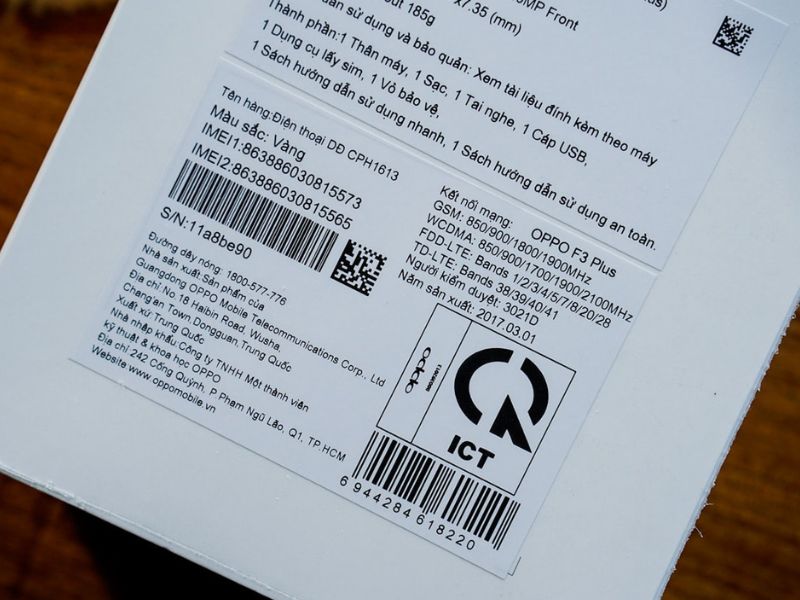 MP Front
x7.35 (mm)
185g
dẫn sử dụng và bảo quản: Xem tài liệu đính kèm theo máy
Thành phần:1 Thân máy, 1 Sạc, 1 Tai nghe, 1 Cáp USB,
1 Dụng cụ lấy sim, 1 Vỏ bảo vệ,
1 Sách hướng dẫn sử dụng nhanh, 1 Sách hướng dẫn sử dụng an toàn.
Tên hàng:Điện thoại DĐ CPH1613
Màu sắc: Vàng
IMEI1:863886030815573
IMEI2:863886030815565
S/N:11a8be90
Đường dây nóng: 1800-577-776
Nhà sản xuất:Sản phẩm của
Guangdong OPPO Mobile Telecommunications Corp., Ltd
Địa chỉ:No.18 Haibin Road, Wusha,
Chang'an Town,Dongguan,Trung Quốc
Xuất xứ Trung Quốc
Nhà nhập khẩu Công ty TNHH Một thành viên
kỹ thuật & khoa học OPPO
Địa chỉ 242 Cống Quỳnh, P.Phạm Ngũ Lão, Q1, TP.HCM
Website www.oppomobile.vn
Kết nối mạng: OPPO F3 Plus
GSM: 850/900/1800/1900MHz
WCDMA: 850/900/1700/1900/2100MHz
FDD-LTE: Bands 1/2/3/4/5/7/8/20/28
TD-LTE: Bands 38/39/40/41
Người kiểm duyệt: 3021D
Năm sản xuất: 2017.03.01
oppo
ICT
6944284618220